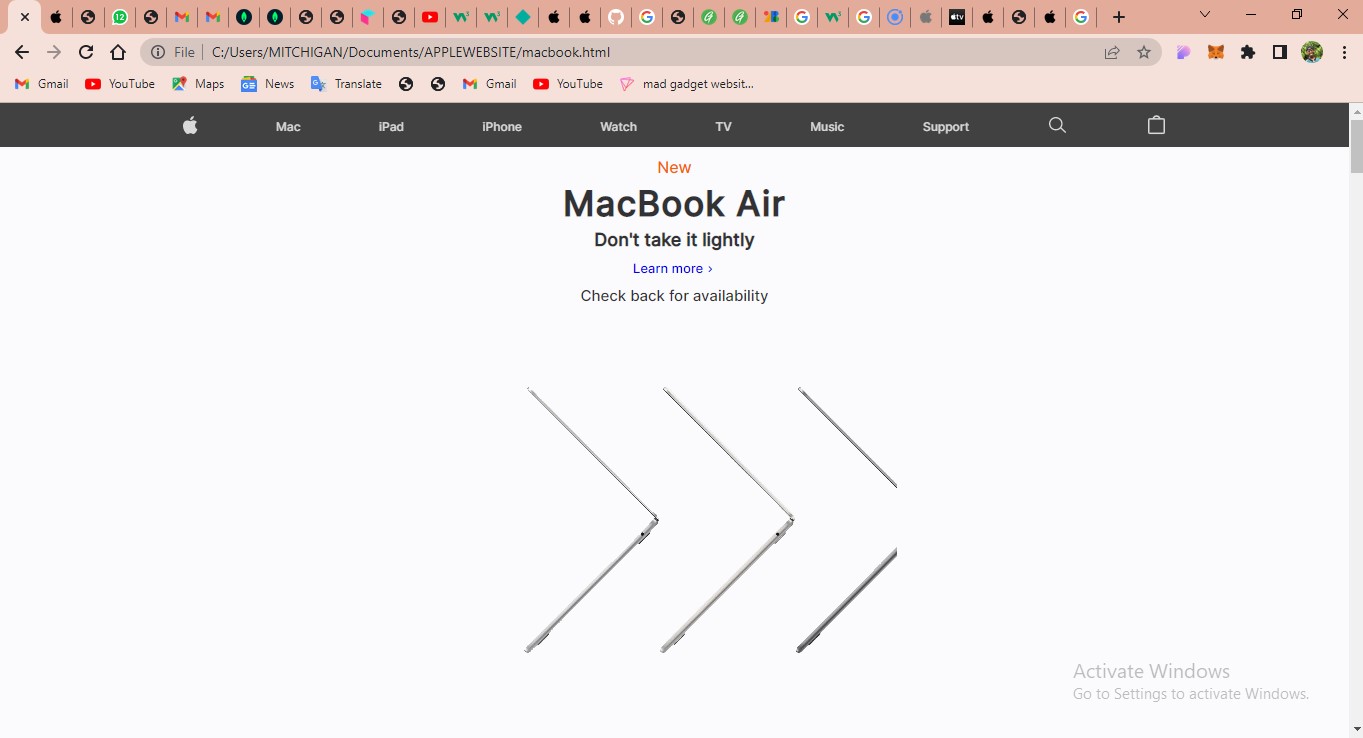 12
File
C:/Users/MITCHIGAN/Documents/APPLEWEBSITE/macbook.html
Gmail YouTube Maps News Translate Gmail YouTube mad gadget websit...
Mac iPad iPhone Watch TV Music Support
New
MacBook Air
Don't take it lightly
Learn more ›
Check back for availability
Activate Windows
Go to Settings to activate Windows.